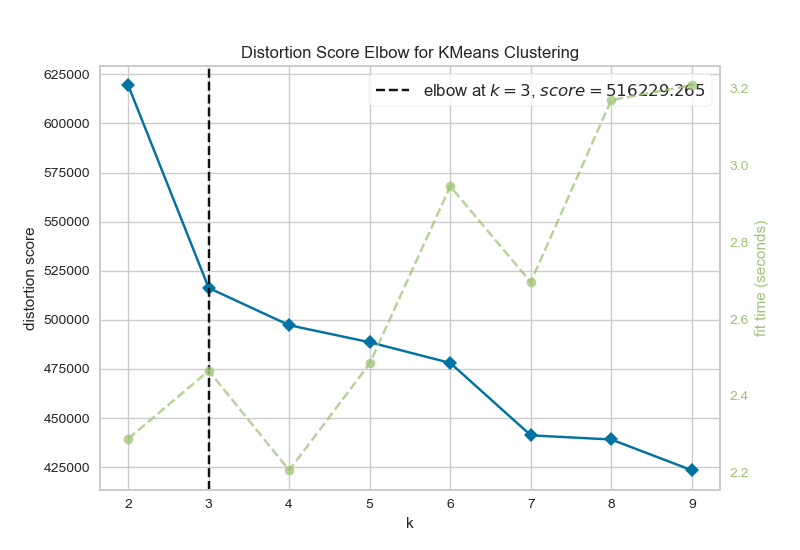 Distortion Score Elbow for KMeans Clustering
elbow at k = 3, score = 516229.265
distortion score
625000
600000
575000
550000
525000
500000
475000
450000
425000
3.2
3.0
2.8
2.6
2.4
2.2
fit time (seconds)
2 3 4 5 6 7 8 9
k